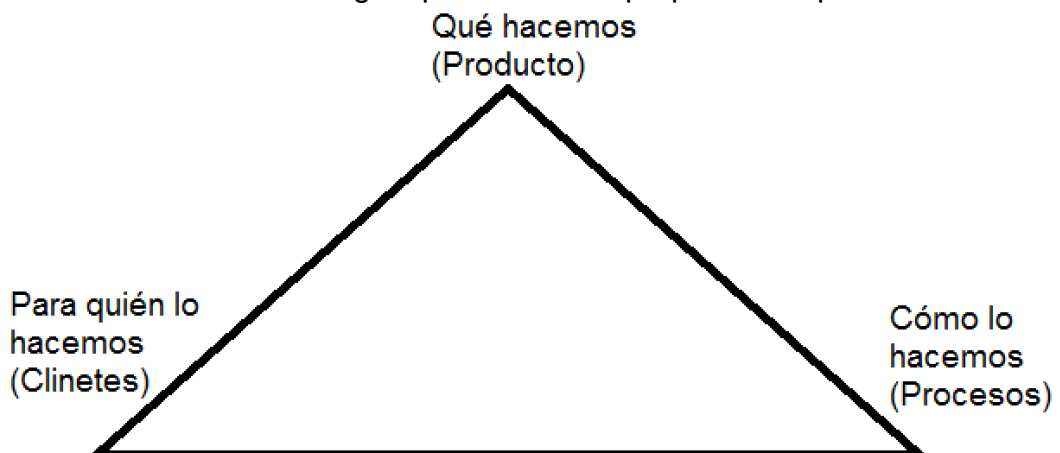 Qué hacemos
(Producto)
Para quién lo
hacemos
(Clinetes)
Cómo lo
hacemos
(Procesos)